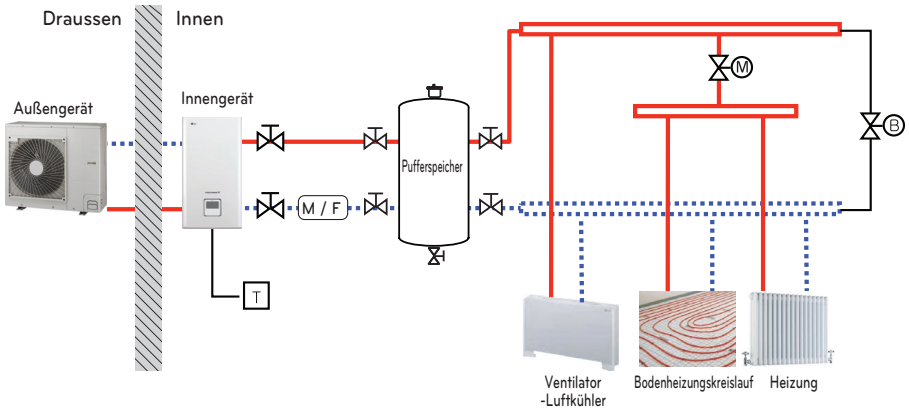 Draussen
Innen
Außengerät
Innengerät
Pufferspeicher
M / F
T
M
B
Ventilator
-Luftkühler
Bodenheizungskreislauf
Heizung